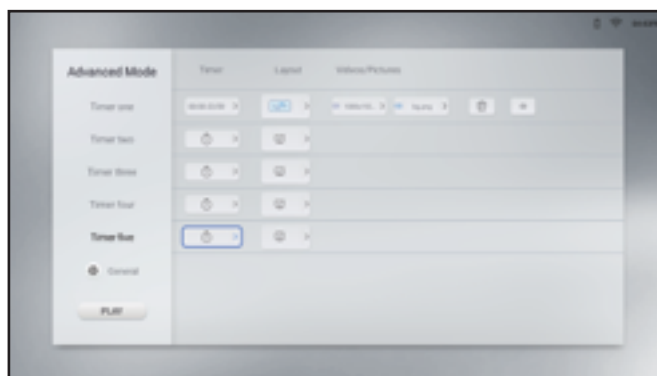 Advanced Mode
Timer
Layout
Videos/Pictures
Timer one
Timer two
Timer three
Timer four
Timer five
General
PLAY